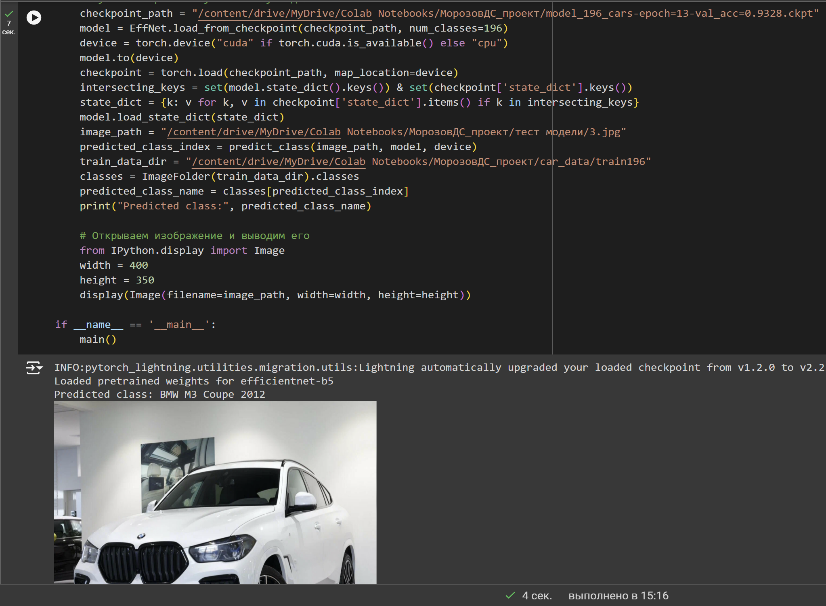 checkpoint_path = "/content/drive/MyDrive/Colab Notebooks/МорозовДС_проект/model_196_cars-epoch=13-val_acc=0.9328.ckpt"
7
сек.
model = EffNet.load_from_checkpoint(checkpoint_path, num_classes=196)
device = torch.device("cuda" if torch.cuda.is_available() else "cpu")
model.to(device)
checkpoint = torch.load(checkpoint_path, map_location=device)
intersecting_keys = set(model.state_dict().keys()) & set(checkpoint['state_dict'].keys())
state_dict = {k: v for k, v in checkpoint['state_dict'].items() if k in intersecting_keys}
model.load_state_dict(state_dict)
image_path = "/content/drive/MyDrive/Colab Notebooks/МорозовДС_проект/тест модели/3.jpg"
predicted_class_index = predict_class(image_path, model, device)
train_data_dir = "/content/drive/MyDrive/Colab Notebooks/МорозовДС_проект/car_data/train196"
classes = ImageFolder(train_data_dir).classes
predicted_class_name = classes[predicted_class_index]
print("Predicted class:", predicted_class_name)
# Открываем изображение и выводим его
from IPython.display import Image
width = 400
height = 350
display(Image(filename=image_path, width=width, height=height))
if __name__ == '__main__':
main()
INFO:pytorch_lightning.utilities.migration.utils:Lightning automatically upgraded your loaded checkpoint from v1.2.0 to v2.2
Loaded pretrained weights for efficientnet-b5
Predicted class: BMW M3 Coupe 2012
4 сек. выполнено в 15:16